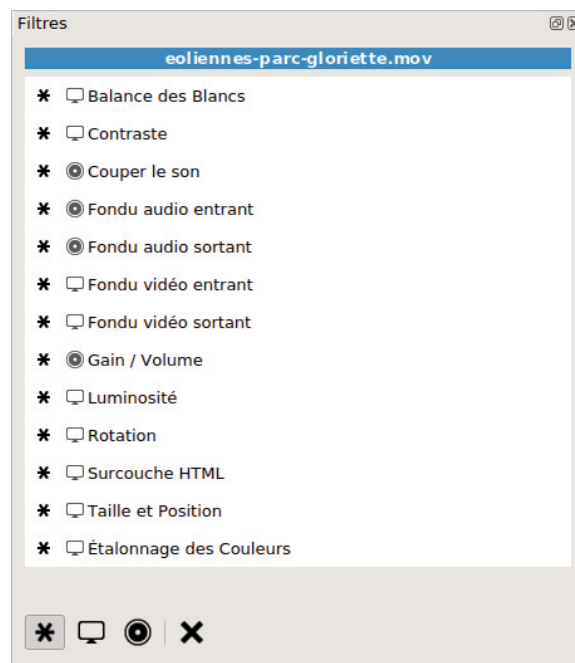 Filtres
eoliennes-parc-gloriette.mov
Balance des Blancs
Contraste
Couper le son
Fondu audio entrant
Fondu audio sortant
Fondu vidéo entrant
Fondu vidéo sortant
Gain / Volume
Luminosité
Rotation
Surcouche HTML
Taille et Position
Étalonnage des Couleurs